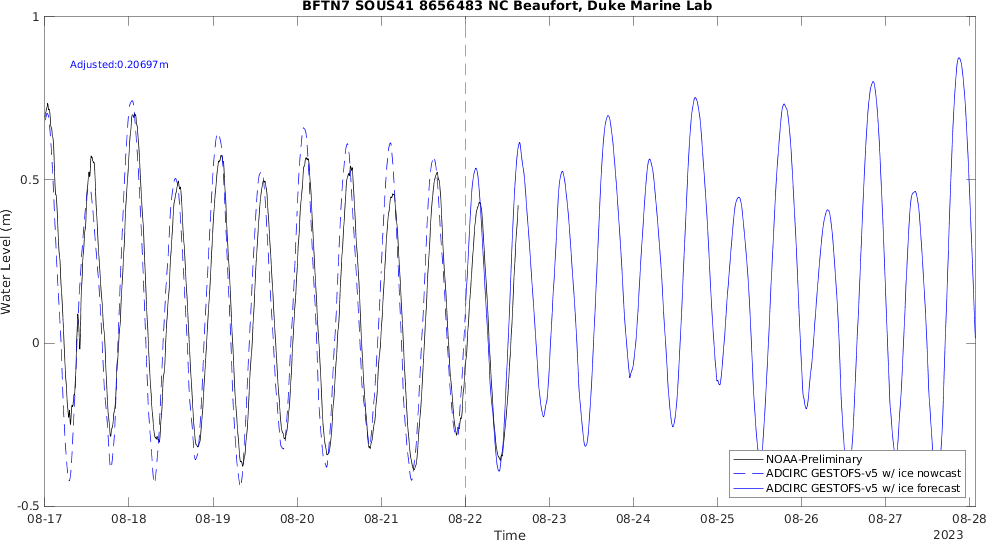 BFTN7 SOUS41 8656483 NC Beaufort, Duke Marine Lab
Adjusted:0.20697m
1
0.5
0
-0.5
Water Level (m)
NOAA-Preliminary
ADCIRC GESTOFS-v5 w/ ice nowcast
ADCIRC GESTOFS-v5 w/ ice forecast
08-17 08-18 08-19 08-20 08-21 08-22 08-23 08-24 08-25 08-26 08-27 08-28
Time
2023